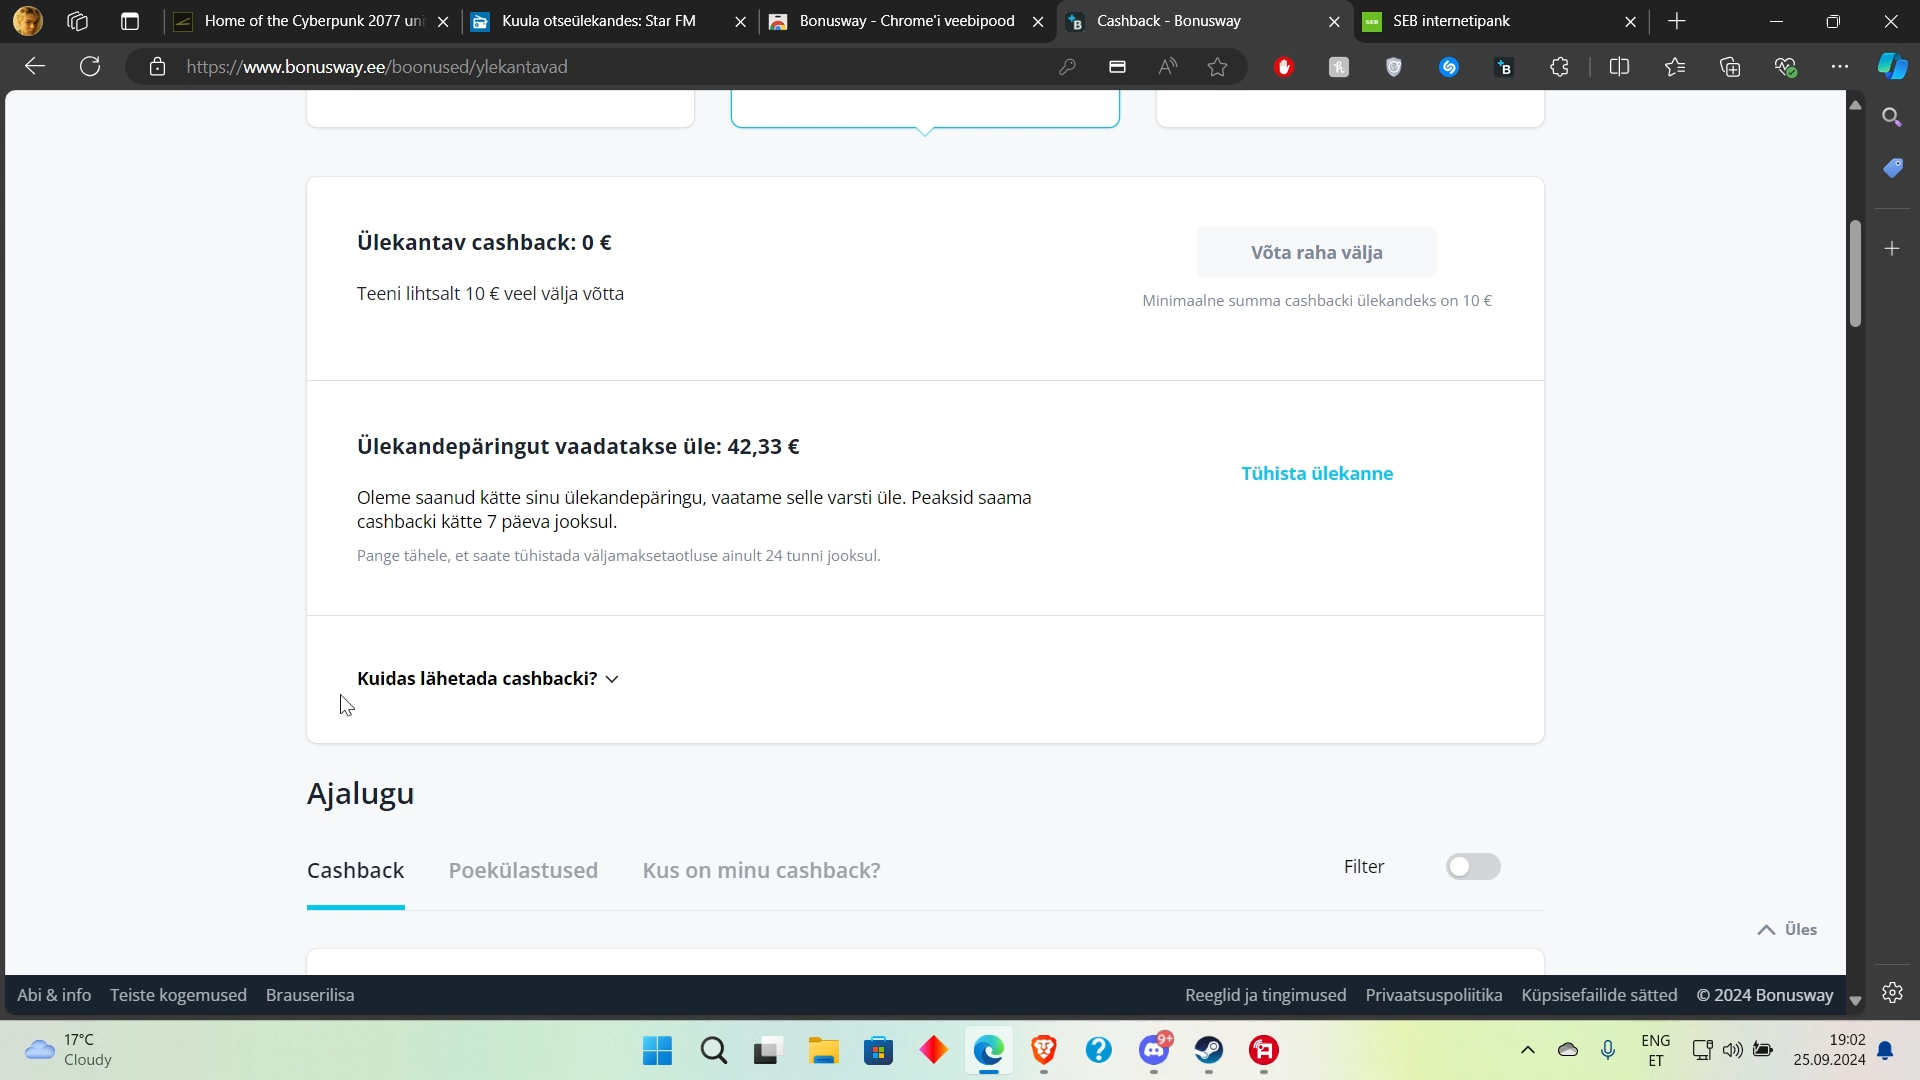 Home of the Cyberpunk 2077 uni
Kuula otseülekandes: Star FM
Bonusway - Chrome'i veebipood
Cashback - Bonusway
SEB internetipank
https://www.bonusway.ee/boonused/ylekantavad
Ülekantav cashback: 0 €
Võta raha välja
Teeni lihtsalt 10 € veel välja võtta
Minimaalne summa cashbacki ülekandeks on 10 €
Ülekandepäringut vaadatakse üle: 42,33 €
Tühista ülekanne
Oleme saanud kätte sinu ülekandepäringu, vaatame selle varsti üle. Peaksid saama
cashbacki kätte 7 päeva jooksul.
Pange tähele, et saate tühistada väljamaksetaotluse ainult 24 tunni jooksul.
Kuidas lähetada cashbacki?
Ajalugu
Cashback
Poekülastused
Kus on minu cashback?
Filter
Üles
Abi & info
Teiste kogemused
Brauserilisa
Reeglid ja tingimused
Privaatsuspoliitika
Küpsisefailide sätted
© 2024 Bonusway
17°C
Cloudy
9+
ENG
ET
19:02
25.09.2024